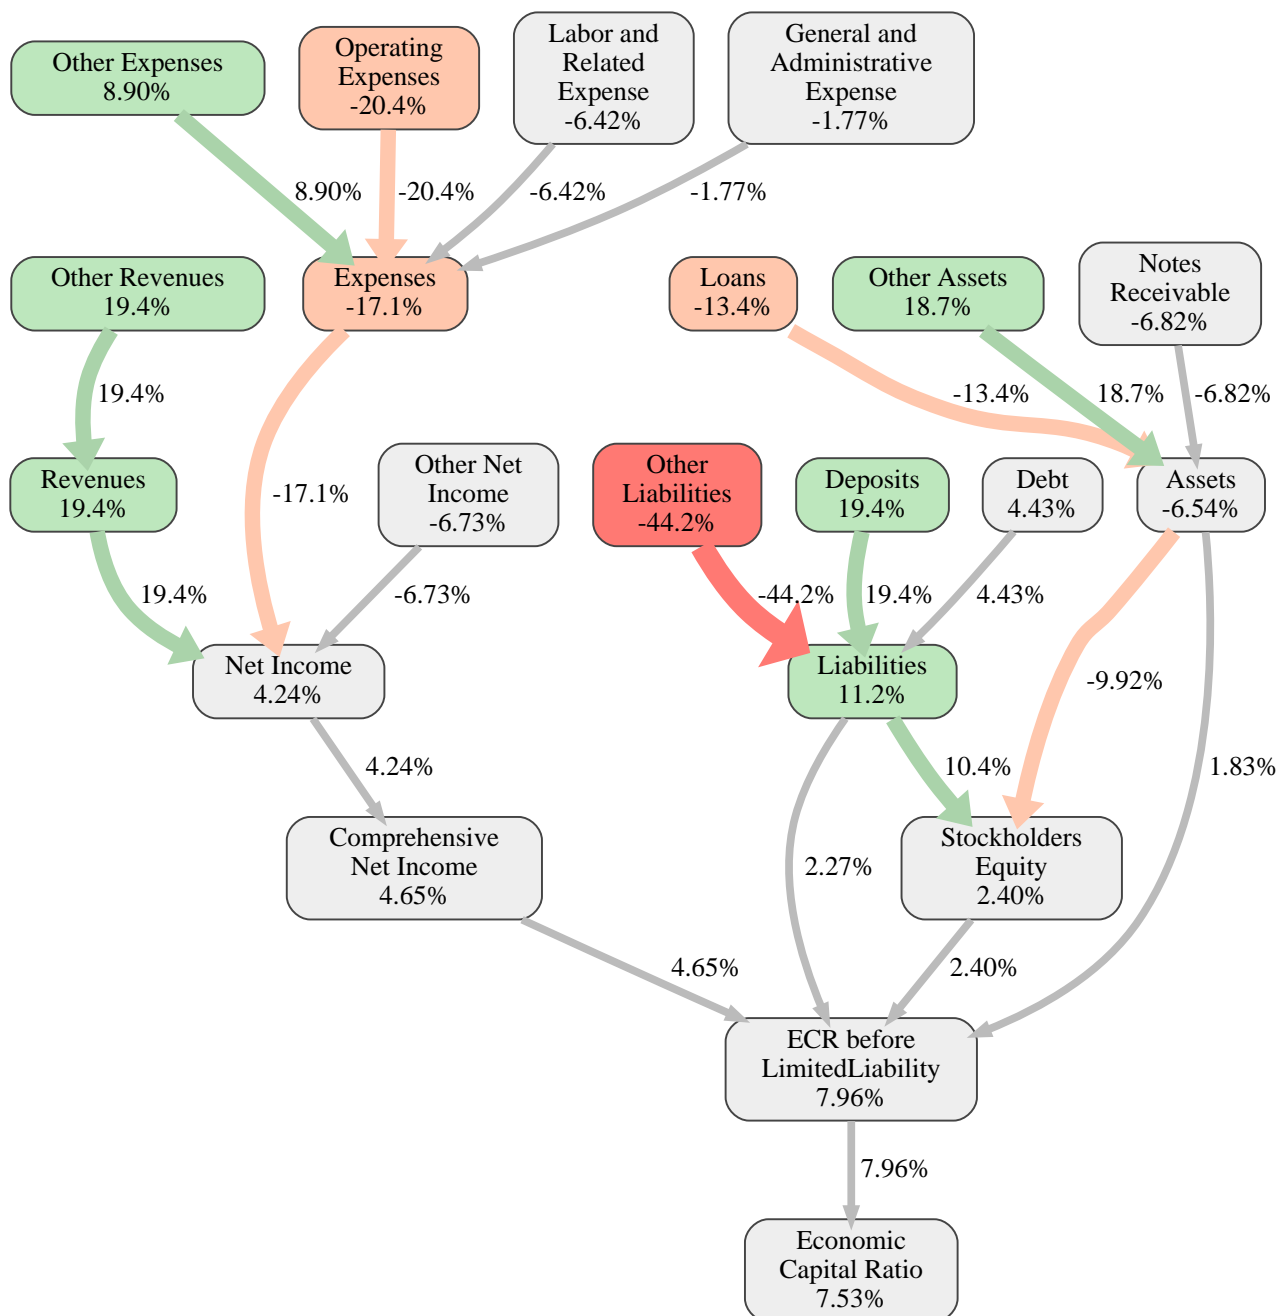 Other Expenses
8.90%
Operating
Expenses
-20.4%
Labor and
Related
Expense
-6.42%
General and
Administrative
Expense
-1.77%
8.90%
-20.4%
-6.42%
-1.77%
Other Revenues
19.4%
Expenses
-17.1%
Loans
-13.4%
Other Assets
18.7%
Notes
Receivable
-6.82%
19.4%
-13.4%
18.7%
-6.82%
Revenues
19.4%
-17.1%
Other Net
Income
-6.73%
Other
Liabilities
-44.2%
Deposits
19.4%
Debt
4.43%
Assets
-6.54%
19.4%
-6.73%
-44.2%
19.4%
4.43%
Net Income
4.24%
Liabilities
11.2%
-9.92%
4.24%
10.4%
1.83%
Comprehensive
Net Income
4.65%
2.27%
Stockholders
Equity
2.40%
4.65%
2.40%
ECR before
LimitedLiability
7.96%
7.96%
Economic
Capital Ratio
7.53%